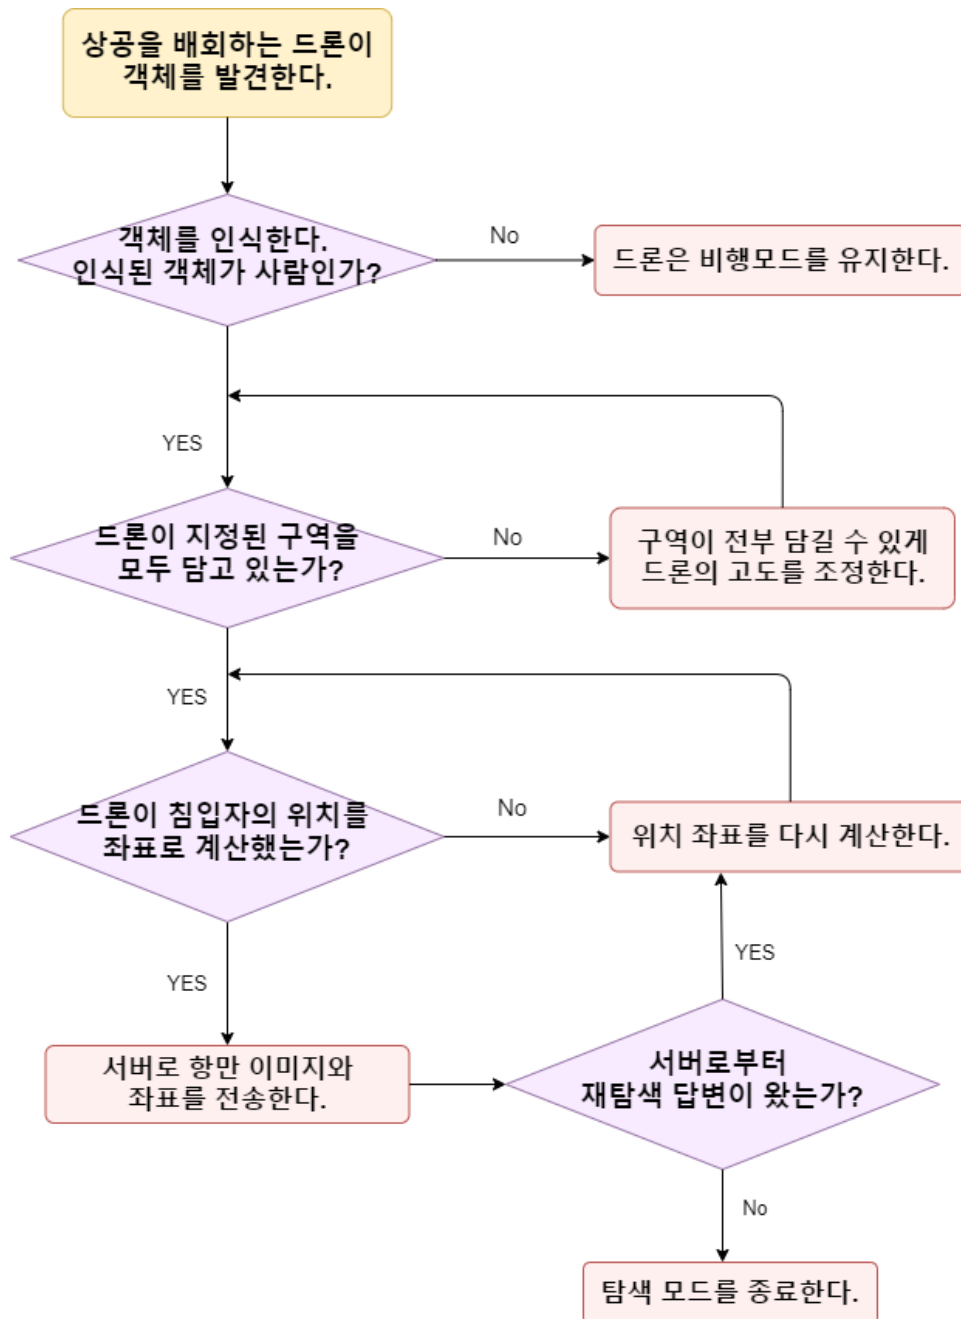 상공을 배회하는 드론이
객체를 발견한다.
객체를 인식한다.
인식된 객체가 사람인가?
No
드론은 비행모드를 유지한다.
YES
드론이 지정된 구역을
모두 담고 있는가?
No
구역이 전부 담길 수 있게
드론의 고도를 조정한다.
YES
드론이 침입자의 위치를
좌표로 계산했는가?
No
위치 좌표를 다시 계산한다.
YES
YES
서버로 항만 이미지와
좌표를 전송한다.
서버로부터
재탐색 답변이 왔는가?
No
탐색 모드를 종료한다.